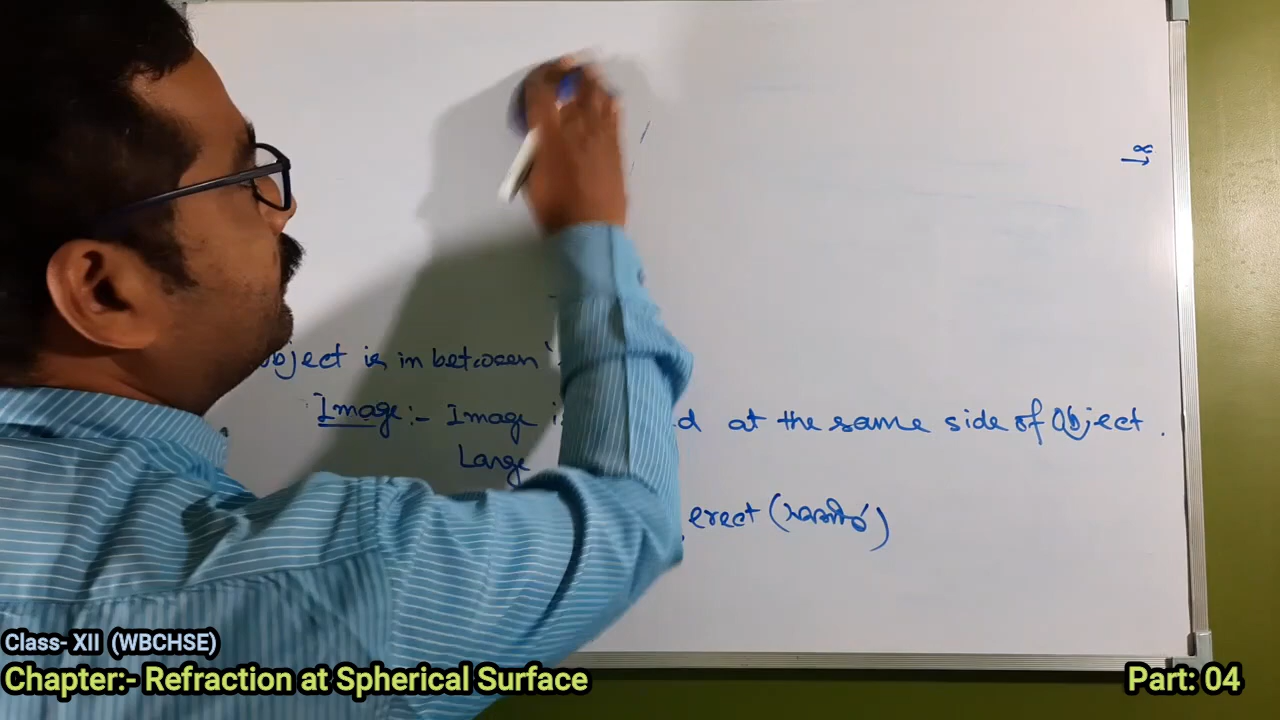 ∞
object is in between
Image:- Image at the same side of Object.
Large
erect (সমশীর্ষ)
Class- XII (WBCHSE)
Chapter:- Refraction at Spherical Surface
Part: 04